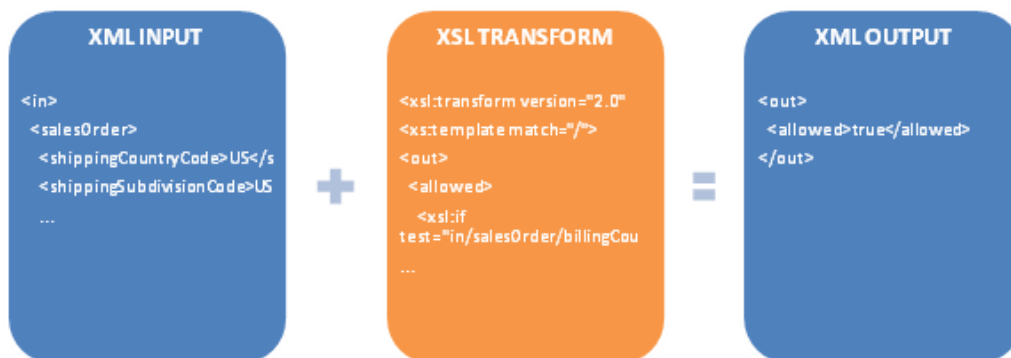 XML INPUT
<in>
<salesOrder>
<shippingCountryCode>US</s
<shippingSubdivisionCode>US
...
XSL TRANSFORM
<xsl:transform version="2.0"
<xs:template match="/">
<out>
<allowed>
<xsl:if
test="in/salesOrder/billingCou
...
XML OUTPUT
<out>
<allowed>true</allowed>
</out>